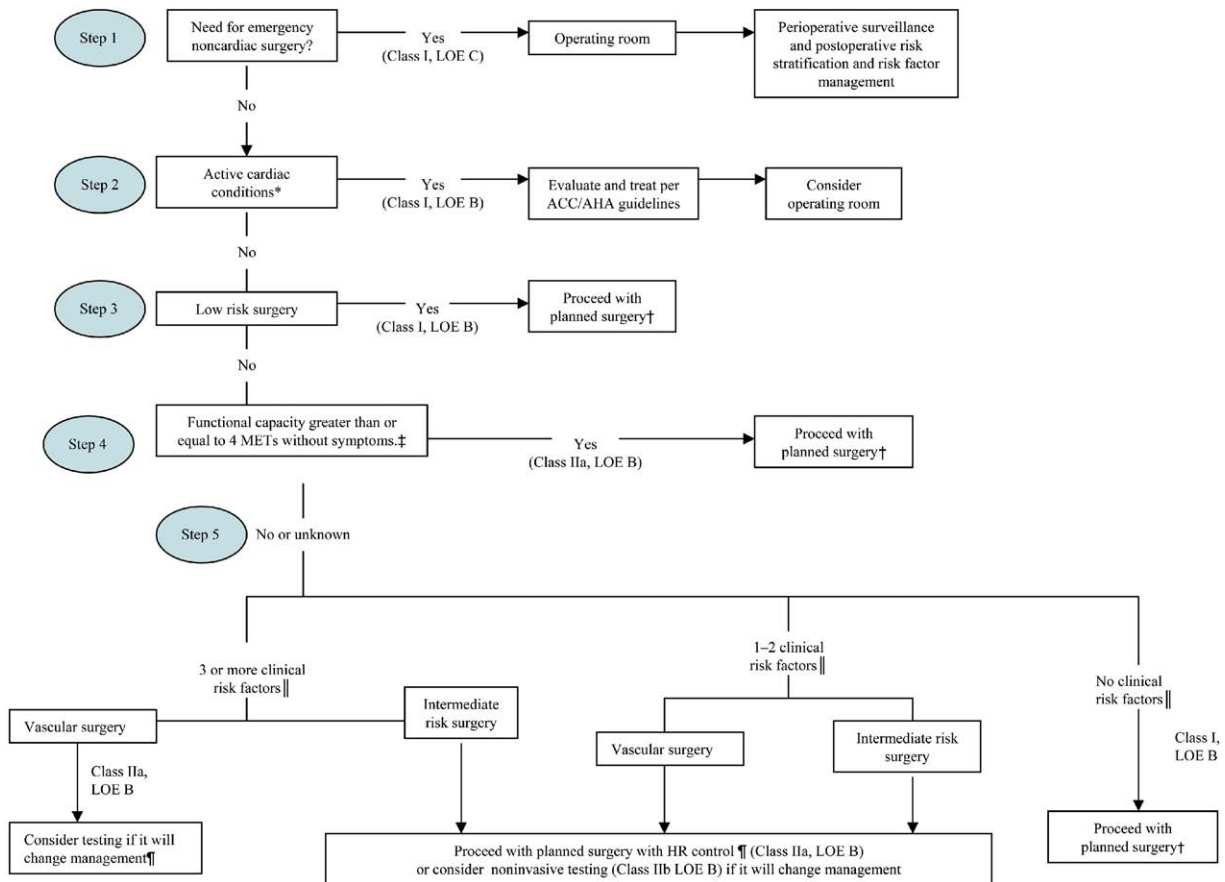 Step 1
Need for emergency
noncardiac surgery?
Yes
(Class I, LOE C)
Operating room
Perioperative surveillance
and postoperative risk
stratification and risk factor
management
No
Step 2
Active cardiac
conditions*
Yes
(Class I, LOE B)
Evaluate and treat per
ACC/AHA guidelines
Consider
operating room
No
Step 3
Low risk surgery
Yes
(Class I, LOE B)
Proceed with
planned surgery†
No
Step 4
Functional capacity greater than or
equal to 4 METs without symptoms.‡
Yes
(Class IIa, LOE B)
Proceed with
planned surgery†
Step 5
No or unknown
3 or more clinical
risk factors║
Vascular surgery
Class IIa,
LOE B
Consider testing if it will
change management¶
Intermediate
risk surgery
1–2 clinical
risk factors║
Vascular surgery
Intermediate risk
surgery
Proceed with planned surgery with HR control ¶ (Class IIa, LOE B)
or consider noninvasive testing (Class IIb LOE B) if it will change management
No clinical
risk factors║
Class I,
LOE B
Proceed with
planned surgery†